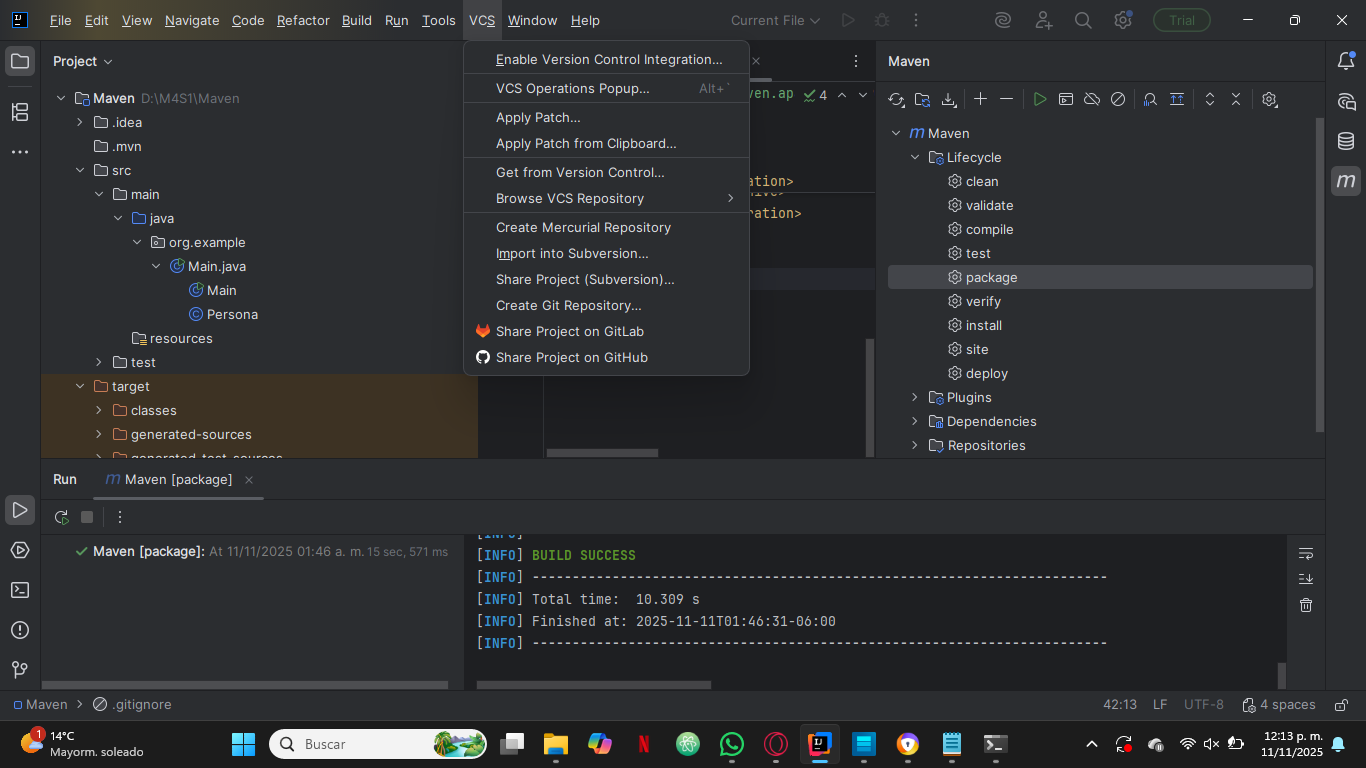 File Edit View Navigate Code Refactor Build Run Tools VCS Window Help Current File Trial
Project
Maven D:\M4S1\Maven
.idea
.mvn
src
main
java
org.example
Main.java
Main
Persona
resources
test
target
classes
generated-sources
generated-test-sources
Enable Version Control Integration...
VCS Operations Popup... Alt+`
Apply Patch...
Apply Patch from Clipboard...
Get from Version Control...
Browse VCS Repository
Create Mercurial Repository
Import into Subversion...
Share Project (Subversion)...
Create Git Repository...
Share Project on GitLab
Share Project on GitHub
ven.ap 4
ation>
ration>
Maven
Maven
Lifecycle
clean
validate
compile
test
package
verify
install
site
deploy
Plugins
Dependencies
Repositories
Run Maven [package]
Maven [package]: At 11/11/2025 01:46 a. m. 15 sec, 571 ms
[INFO]
[INFO] BUILD SUCCESS
[INFO] ------------------------------------------------------------------------
[INFO] Total time:  10.309 s
[INFO] Finished at: 2025-11-11T01:46:31-06:00
[INFO] ------------------------------------------------------------------------
Maven > .gitignore 42:13 LF UTF-8 4 spaces
1
14°C
Mayorm. soleado
Buscar
12:13 p. m.
11/11/2025